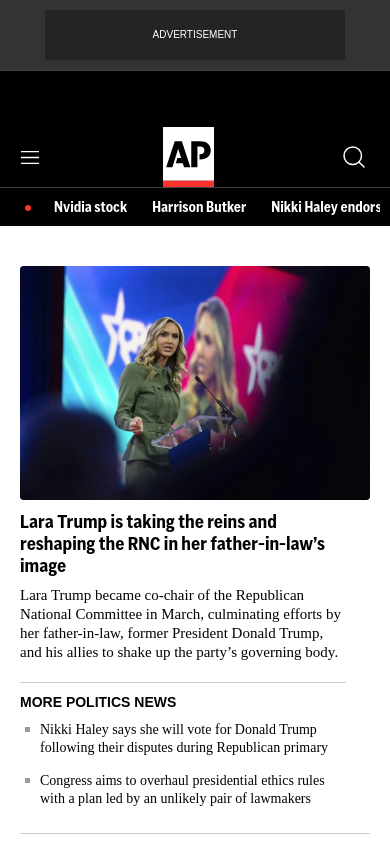 ADVERTISEMENT
AP
Nvidia stock
Harrison Butker
Nikki Haley endors
Lara Trump is taking the reins and
reshaping the RNC in her father-in-law’s
image
Lara Trump became co-chair of the Republican
National Committee in March, culminating efforts by
her father-in-law, former President Donald Trump,
and his allies to shake up the party’s governing body.
MORE POLITICS NEWS
Nikki Haley says she will vote for Donald Trump
following their disputes during Republican primary
Congress aims to overhaul presidential ethics rules
with a plan led by an unlikely pair of lawmakers